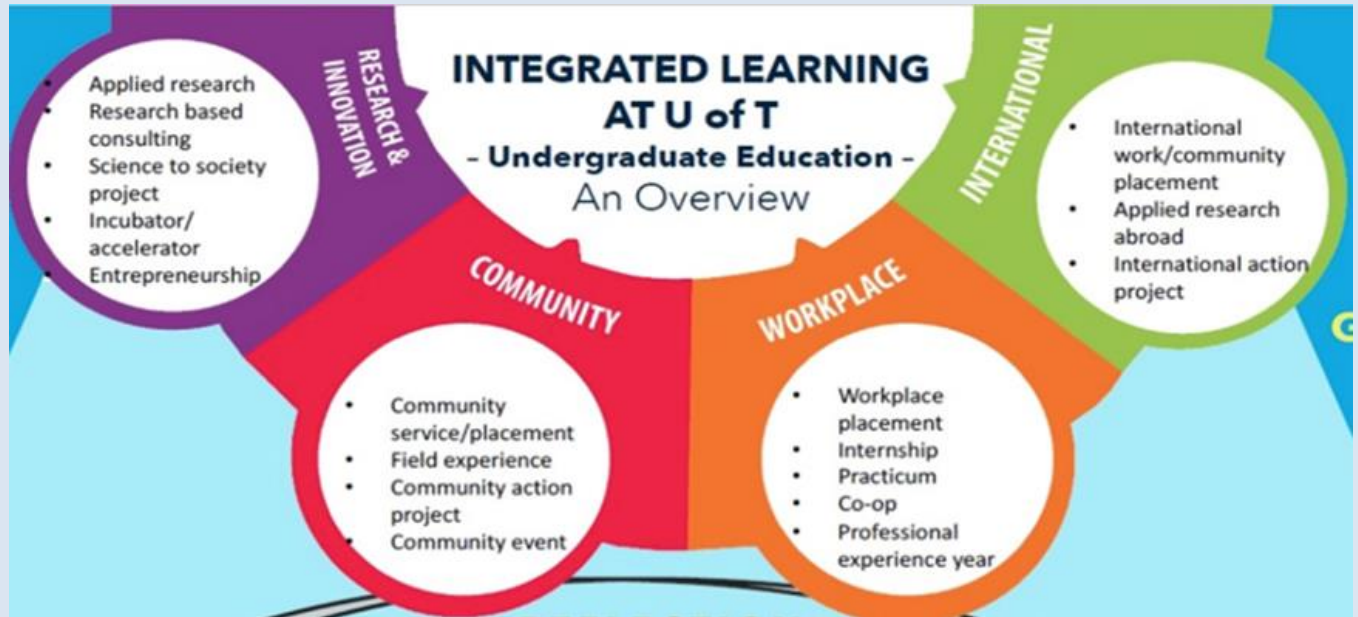 INTEGRATED LEARNING
AT U of T
- Undergraduate Education -
An Overview
RESEARCH &
INNOVATION
• Applied research
• Research based
consulting
• Science to society
project
• Incubator/
accelerator
• Entrepreneurship
COMMUNITY
• Community
service/placement
• Field experience
• Community action
project
• Community event
WORKPLACE
• Workplace
placement
• Internship
• Practicum
• Co-op
• Professional
experience year
INTERNATIONAL
• International
work/community
placement
• Applied research
abroad
• International action
project